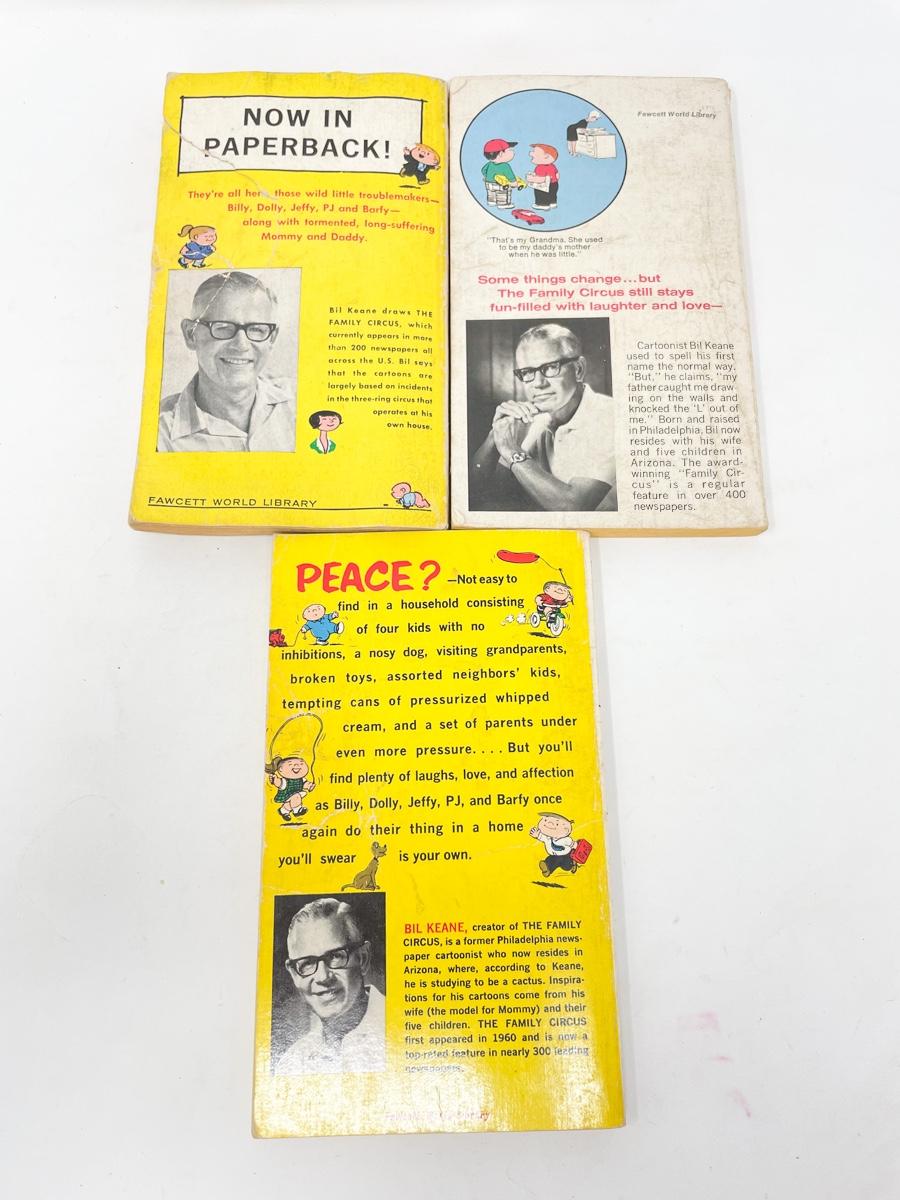 NOW IN
PAPERBACK!
They're all here, those wild little troublemakers—
Billy, Dolly, Jeffy, PJ and Barfy—
along with tormented, long-suffering
Mommy and Daddy.
Bil Keane draws THE
FAMILY CIRCUS, which
currently appears in more
than 200 newspapers all
across the U.S. Bil says
that the cartoons are
largely based on incidents
in the three-ring circus that
operates at his
own house.
FAWCETT WORLD LIBRARY
Fawcett World Library
"That's my Grandma. She used
to be my daddy's mother
when he was little."
Some things change...but
The Family Circus still stays
fun-filled with laughter and love—
Cartoonist Bil Keane
used to spell his first
name the normal way.
"But," he claims, "my
father caught me draw-
ing on the walls and
knocked the 'L' out of
me." Born and raised
in Philadelphia, Bil now
resides with his wife
and five children in
Arizona. The award-
winning "Family Cir-
cus" is a regular
feature in over 400
newspapers.
PEACE? —Not easy to
find in a household consisting
of four kids with no
inhibitions, a nosy dog, visiting grandparents,
broken toys, assorted neighbors' kids,
tempting cans of pressurized whipped
cream, and a set of parents under
even more pressure. . . . But you'll
find plenty of laughs, love, and affection
as Billy, Dolly, Jeffy, PJ, and Barfy once
again do their thing in a home
you'll swear is your own.
BIL KEANE, creator of THE FAMILY
CIRCUS, is a former Philadelphia news-
paper cartoonist who now resides in
Arizona, where, according to Keane,
he is studying to be a cactus. Inspira-
tions for his cartoons come from his
wife (the model for Mommy) and their
five children. THE FAMILY CIRCUS
first appeared in 1960 and is now a
top-rated feature in nearly 300 leading
newspapers.